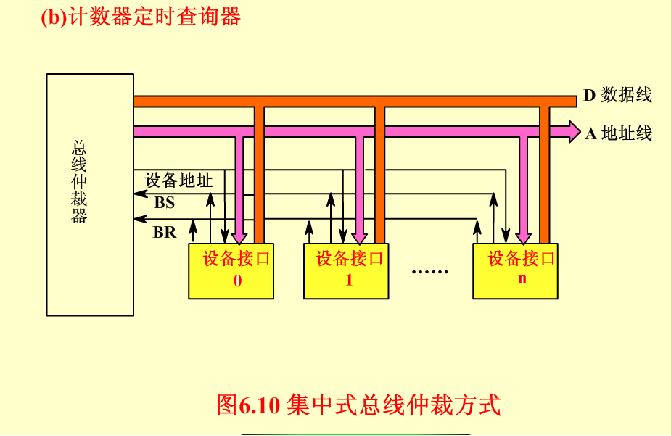 (b)计数器定时查询器
D 数据线
A 地址线
总线仲裁器
设备地址
BS
BR
设备接口
0
设备接口
1
……
设备接口
n
图6.10 集中式总线仲裁方式